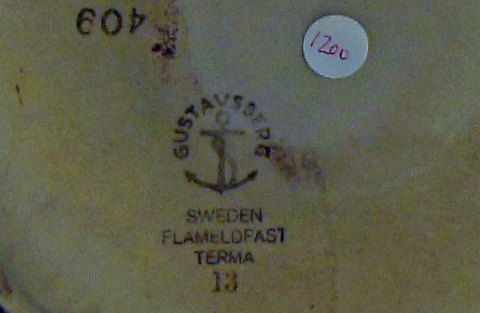 409
1200
GUSTAVSBERG
SWEDEN
FLAMELDFAST
TERMA
13